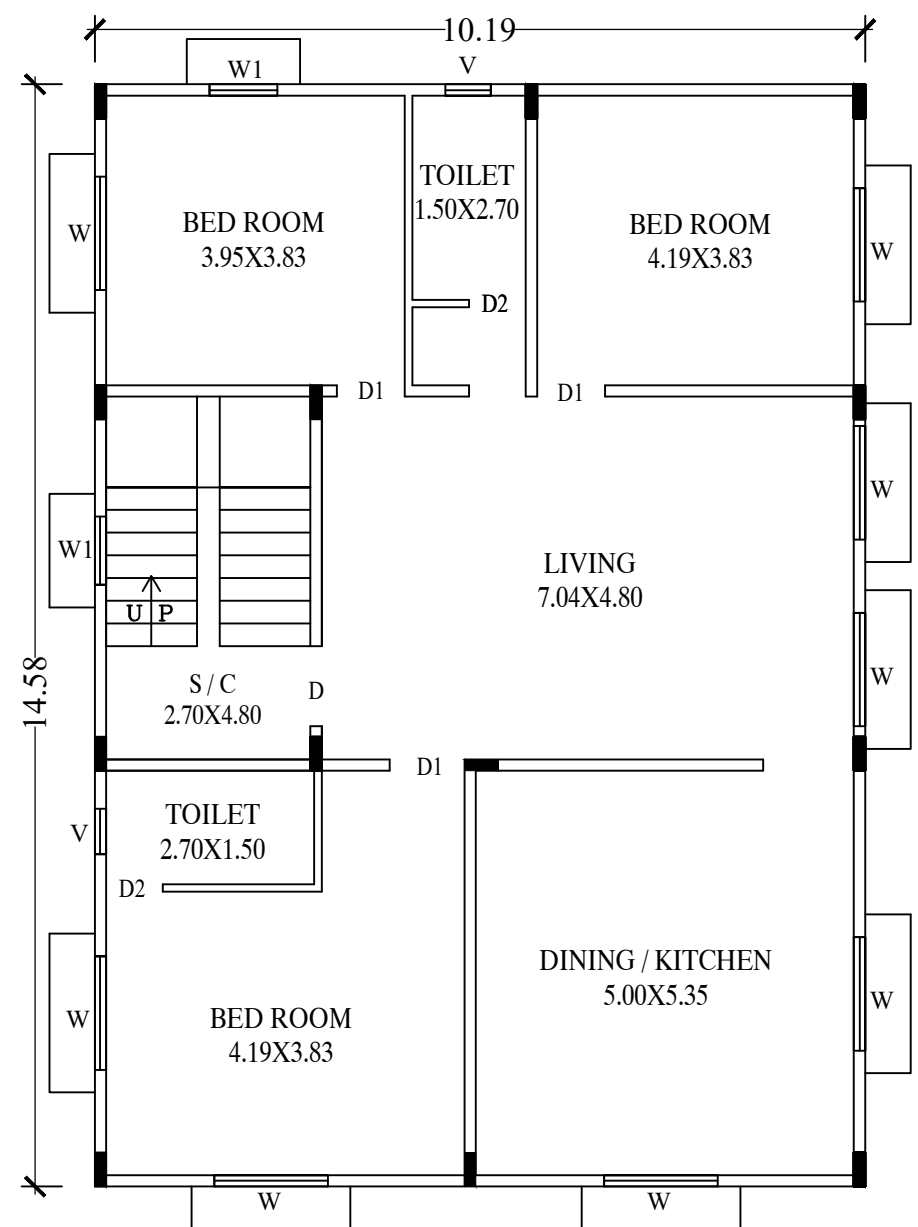 10.19
W1
V
TOILET
1.50X2.70
BED ROOM
3.95X3.83
BED ROOM
4.19X3.83
W
W
D2
D1
D1
W
W1
LIVING
7.04X4.80
U P
14.58
S / C
2.70X4.80
D
W
D1
TOILET
2.70X1.50
V
D2
DINING / KITCHEN
5.00X5.35
W
BED ROOM
4.19X3.83
W
W
W